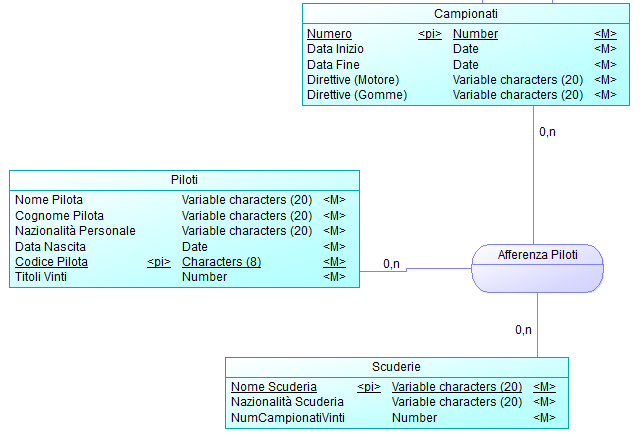 Campionati
Numero <pi> Number <M>
Data Inizio Date <M>
Data Fine Date <M>
Direttive (Motore) Variable characters (20) <M>
Direttive (Gomme) Variable characters (20) <M>
0,n
Piloti
Nome Pilota Variable characters (20) <M>
Cognome Pilota Variable characters (20) <M>
Nazionalità Personale Variable characters (20) <M>
Data Nascita Date <M>
Codice Pilota <pi> Characters (8) <M>
Titoli Vinti Number <M>
0,n
Afferenza Piloti
0,n
Scuderie
Nome Scuderia <pi> Variable characters (20) <M>
Nazionalità Scuderia Variable characters (20) <M>
NumCampionatiVinti Number <M>